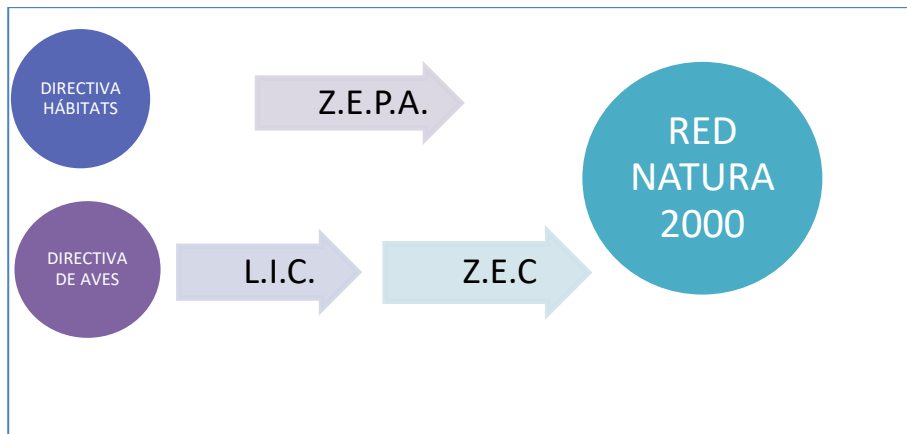 DIRECTIVA
HÁBITATS
Z.E.P.A.
RED
NATURA
2000
DIRECTIVA
DE AVES
L.I.C.
Z.E.C